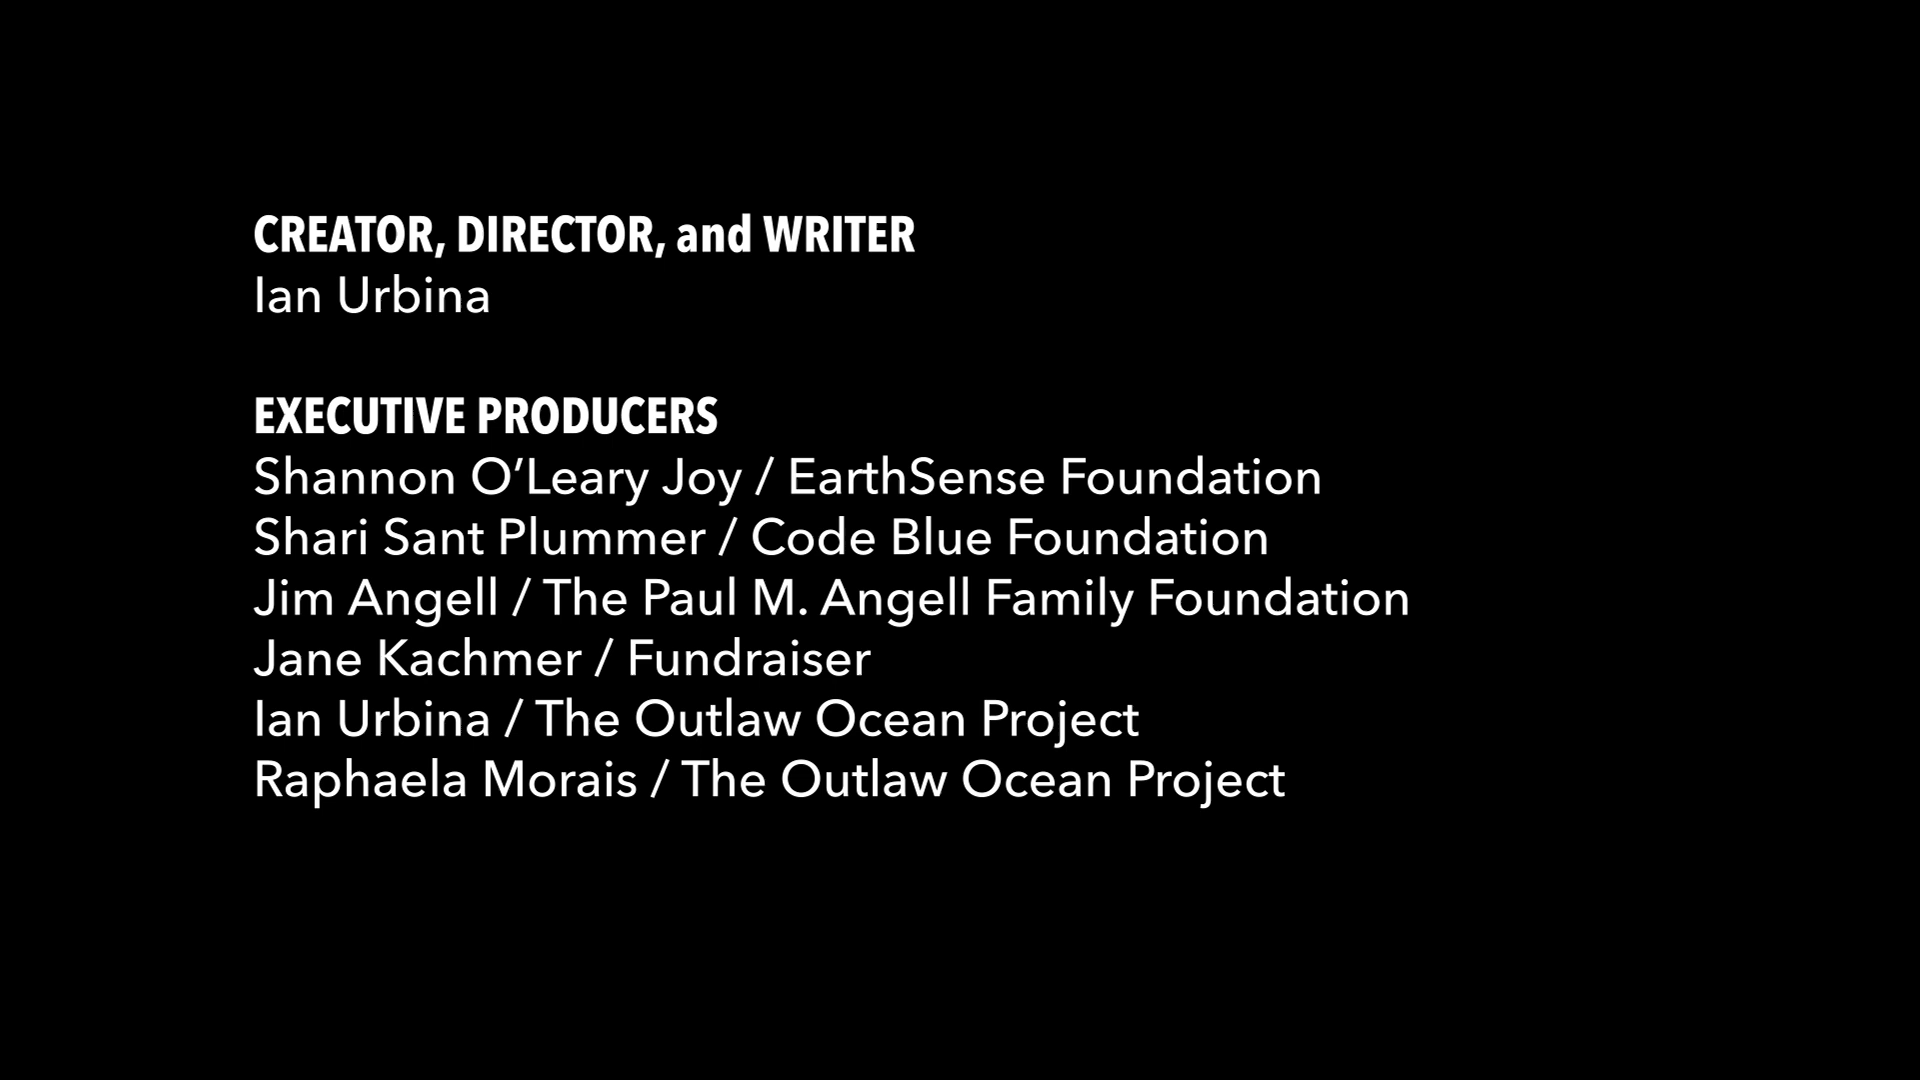 CREATOR, DIRECTOR, and WRITER
Ian Urbina
EXECUTIVE PRODUCERS
Shannon O’Leary Joy / EarthSense Foundation
Shari Sant Plummer / Code Blue Foundation
Jim Angell / The Paul M. Angell Family Foundation
Jane Kachmer / Fundraiser
Ian Urbina / The Outlaw Ocean Project
Raphaela Morais / The Outlaw Ocean Project